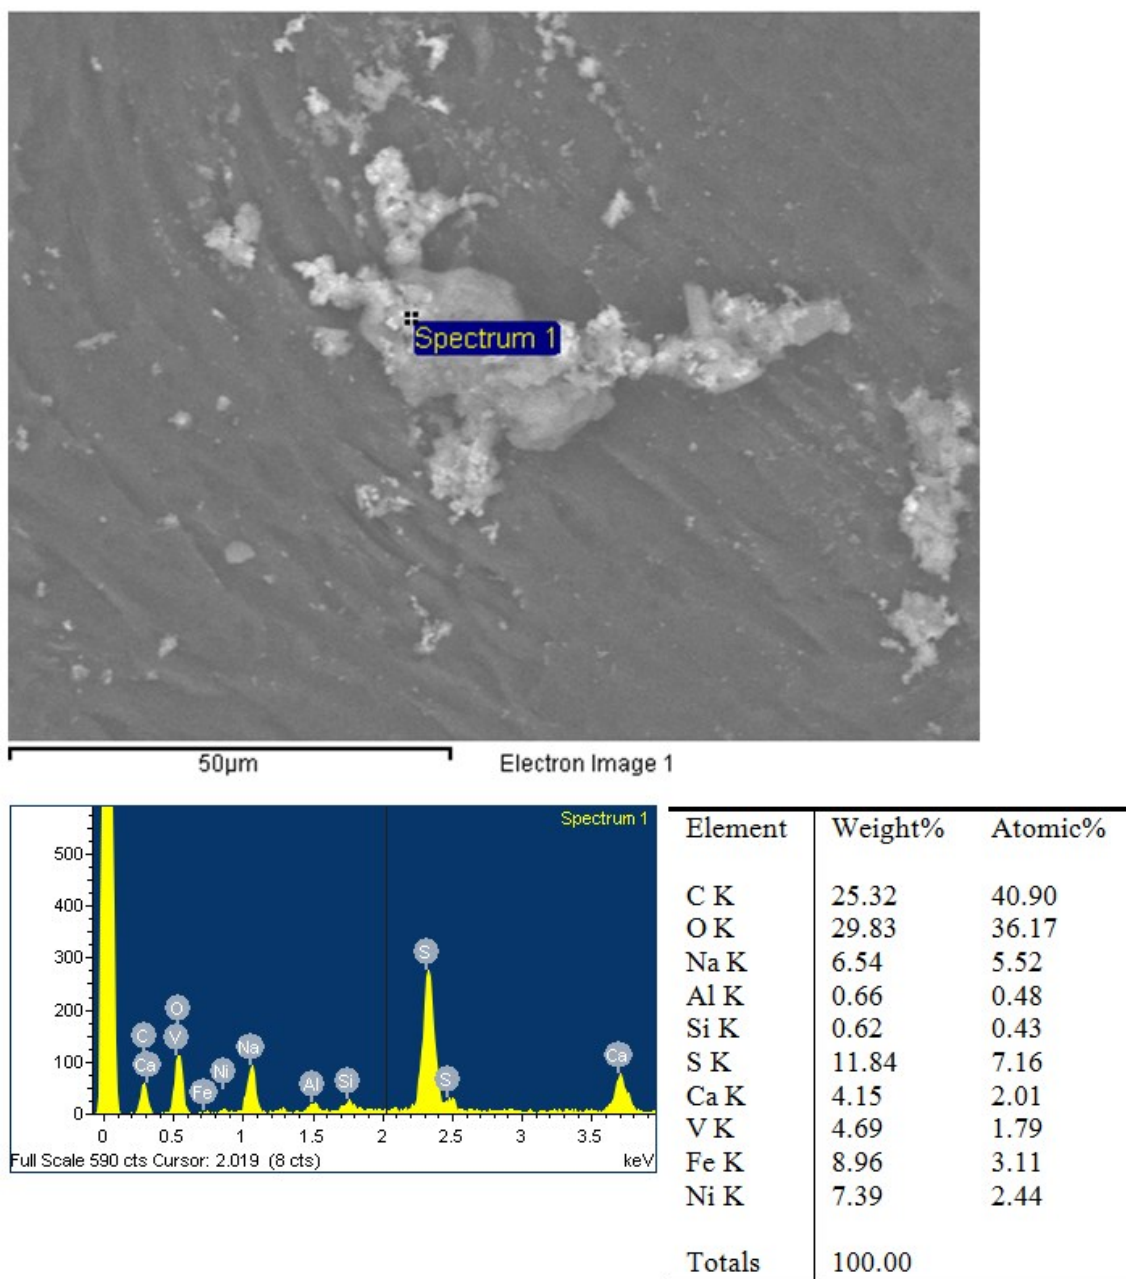 Spectrum 1
50µm
Electron Image 1
Spectrum 1
500
400
300
200
100
0
C
Ca
O
V
Fe
Ni
Na
Al
Si
S
S
Ca
0 0.5 1 1.5 2 2.5 3 3.5
Full Scale 590 cts Cursor: 2.019 (8 cts) keV
Element Weight% Atomic%
C K 25.32 40.90
O K 29.83 36.17
Na K 6.54 5.52
Al K 0.66 0.48
Si K 0.62 0.43
S K 11.84 7.16
Ca K 4.15 2.01
V K 4.69 1.79
Fe K 8.96 3.11
Ni K 7.39 2.44
Totals 100.00